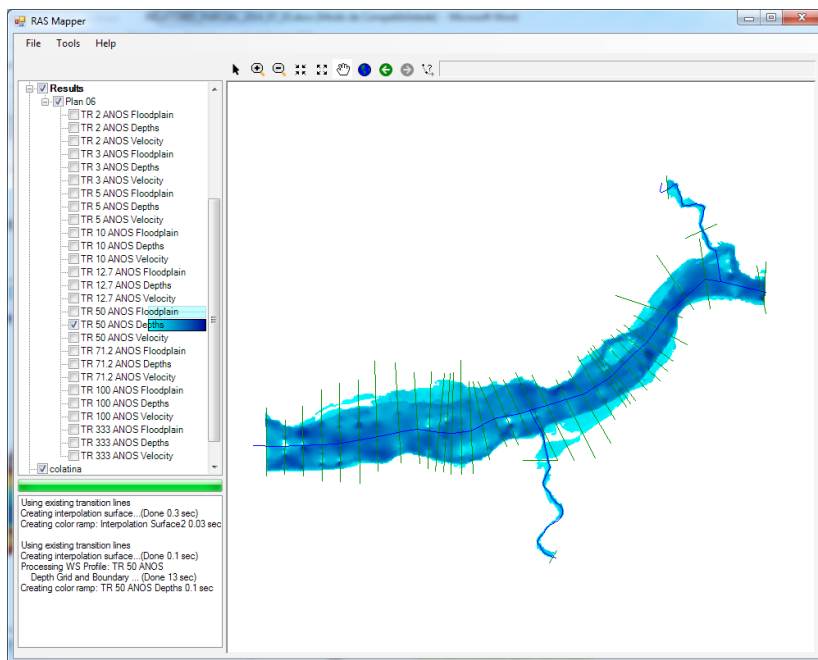 RAS Mapper
File Tools Help
Results
Plan 06
TR 2 ANOS Floodplain
TR 2 ANOS Depths
TR 2 ANOS Velocity
TR 3 ANOS Floodplain
TR 3 ANOS Depths
TR 3 ANOS Velocity
TR 5 ANOS Floodplain
TR 5 ANOS Depths
TR 5 ANOS Velocity
TR 10 ANOS Floodplain
TR 10 ANOS Depths
TR 10 ANOS Velocity
TR 12.7 ANOS Floodplain
TR 12.7 ANOS Depths
TR 12.7 ANOS Velocity
TR 50 ANOS Floodplain
TR 50 ANOS Depths
TR 50 ANOS Velocity
TR 71.2 ANOS Floodplain
TR 71.2 ANOS Depths
TR 71.2 ANOS Velocity
TR 100 ANOS Floodplain
TR 100 ANOS Depths
TR 100 ANOS Velocity
TR 333 ANOS Floodplain
TR 333 ANOS Depths
TR 333 ANOS Velocity
colatina
Using existing transition lines
Creating interpolation surface...(Done 0.3 sec)
Creating color ramp: Interpolation Surface2 0.03 sec
Using existing transition lines
Creating interpolation surface...(Done 0.1 sec)
Processing WS Profile: TR 50 ANOS
Depth Grid and Boundary ... (Done 13 sec)
Creating color ramp: TR 50 ANOS Depths 0.1 sec